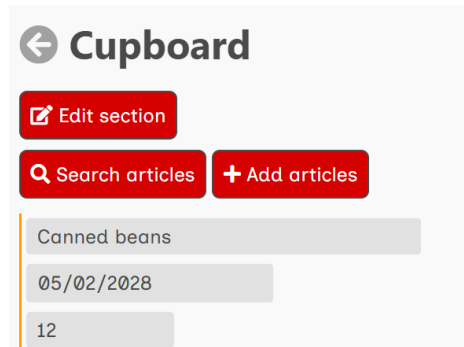 Cupboard
Edit section
Search articles + Add articles
Canned beans
05/02/2028
12